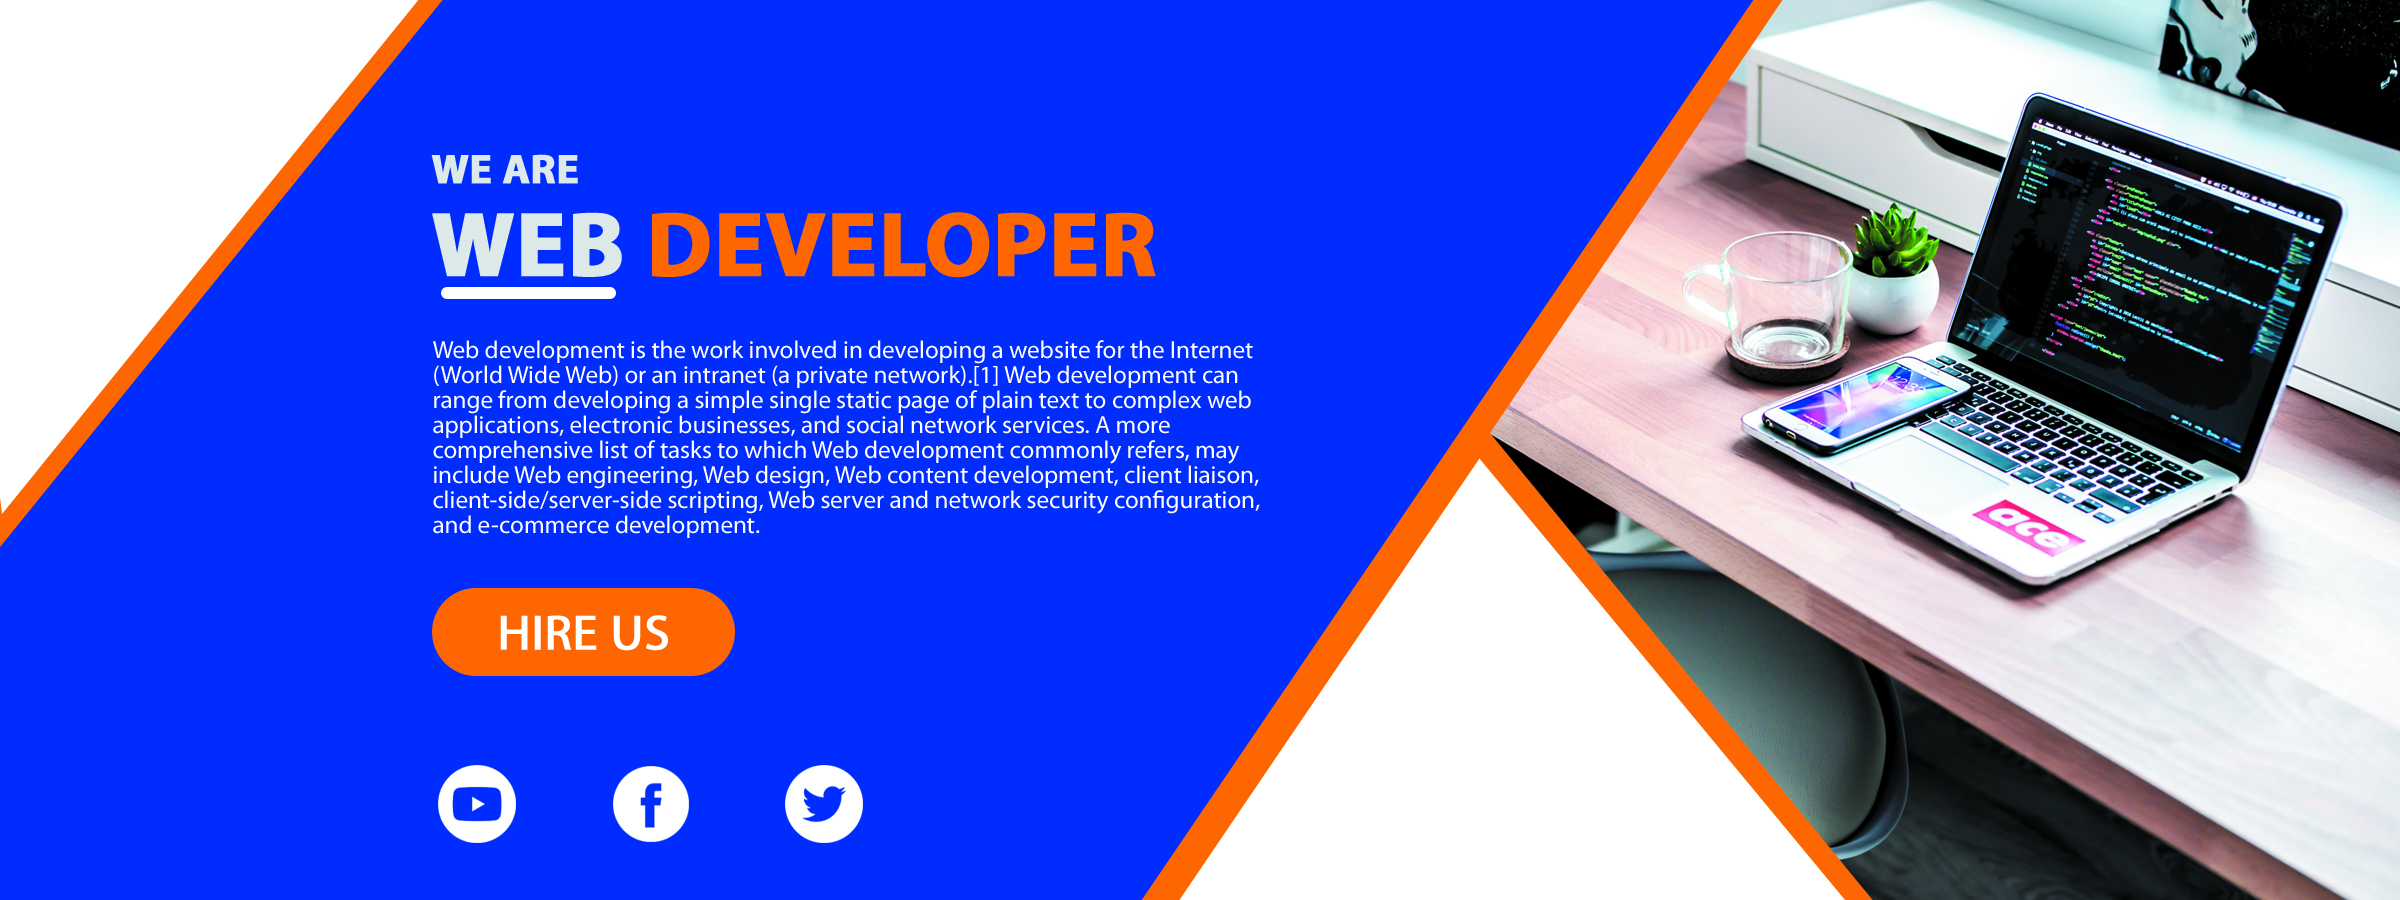 WE ARE
WEB DEVELOPER
Web development is the work involved in developing a website for the Internet
(World Wide Web) or an intranet (a private network).[1] Web development can
range from developing a simple single static page of plain text to complex web
applications, electronic businesses, and social network services. A more
comprehensive list of tasks to which Web development commonly refers, may
include Web engineering, Web design, Web content development, client liaison,
client-side/server-side scripting, Web server and network security configuration,
and e-commerce development.
HIRE US
ace